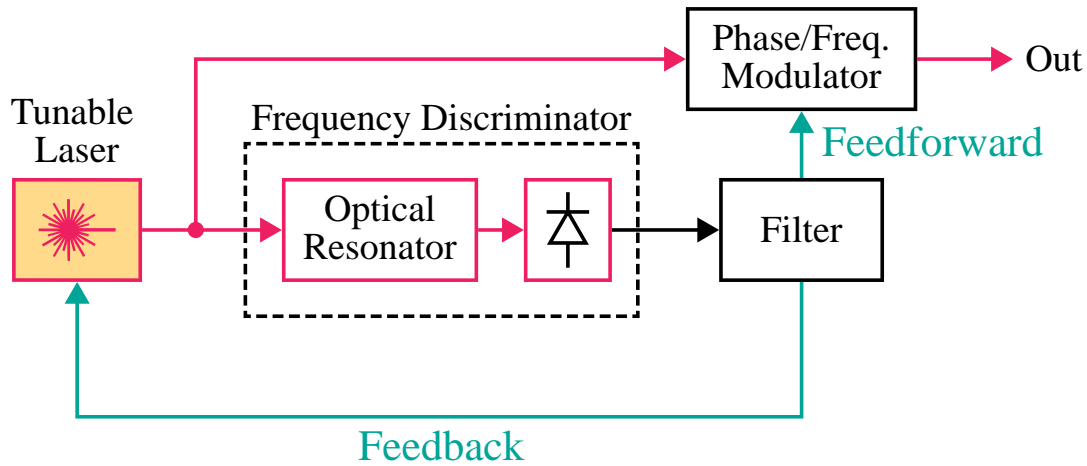 Phase/Freq.
Modulator
Out
Tunable
Laser
Frequency Discriminator
Feedforward
Optical
Resonator
Filter
Feedback